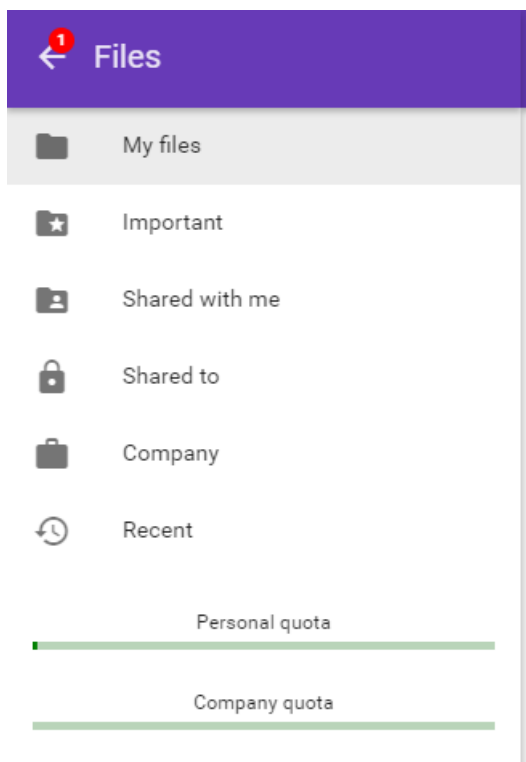 1
Files
My files
Important
Shared with me
Shared to
Company
Recent
Personal quota
Company quota